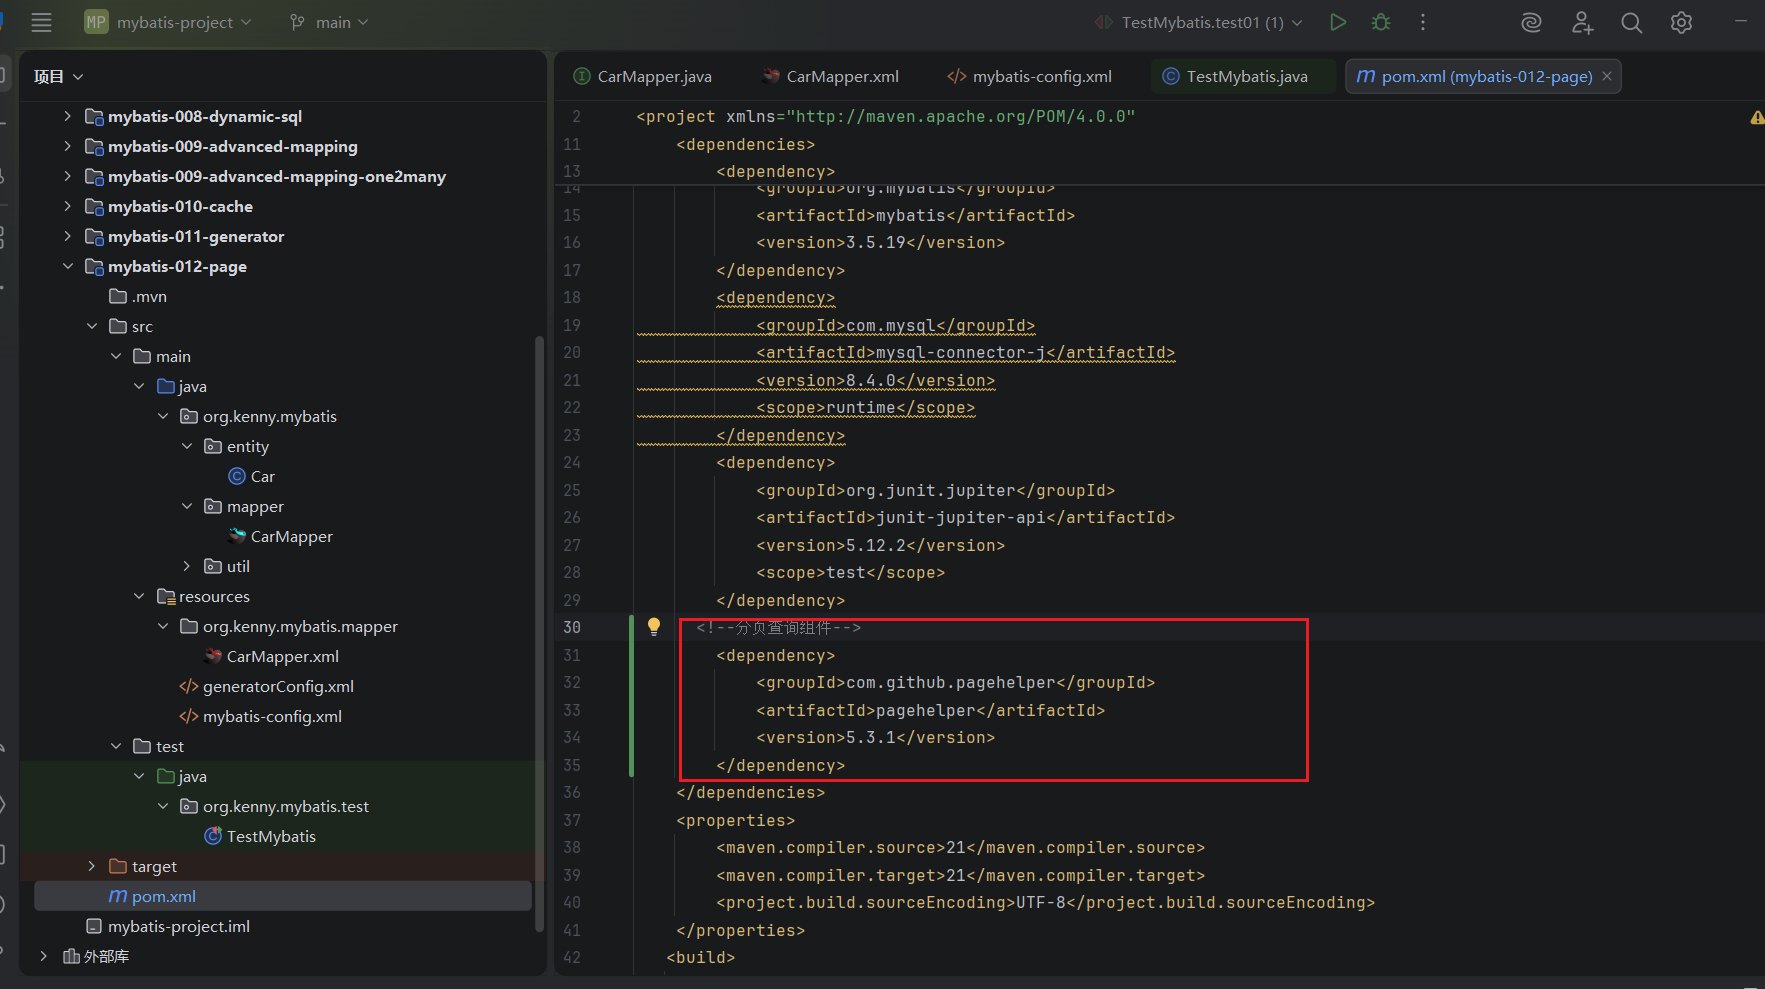 MP mybatis-project main TestMybatis.test01 (1)
项目
mybatis-008-dynamic-sql
mybatis-009-advanced-mapping
mybatis-009-advanced-mapping-one2many
mybatis-010-cache
mybatis-011-generator
mybatis-012-page
.mvn
src
main
java
org.kenny.mybatis
entity
Car
mapper
CarMapper
util
resources
org.kenny.mybatis.mapper
CarMapper.xml
generatorConfig.xml
mybatis-config.xml
test
java
org.kenny.mybatis.test
TestMybatis
target
pom.xml
mybatis-project.iml
外部库
CarMapper.java CarMapper.xml mybatis-config.xml TestMybatis.java pom.xml (mybatis-012-page)
2 <project xmlns="http://maven.apache.org/POM/4.0.0"
11 <dependencies>
13 <dependency>
14 <groupId>org.mybatis</groupId>
15 <artifactId>mybatis</artifactId>
16 <version>3.5.19</version>
17 </dependency>
18 <dependency>
19 <groupId>com.mysql</groupId>
20 <artifactId>mysql-connector-j</artifactId>
21 <version>8.4.0</version>
22 <scope>runtime</scope>
23 </dependency>
24 <dependency>
25 <groupId>org.junit.jupiter</groupId>
26 <artifactId>junit-jupiter-api</artifactId>
27 <version>5.12.2</version>
28 <scope>test</scope>
29 </dependency>
30 <!--分页查询组件-->
31 <dependency>
32 <groupId>com.github.pagehelper</groupId>
33 <artifactId>pagehelper</artifactId>
34 <version>5.3.1</version>
35 </dependency>
36 </dependencies>
37 <properties>
38 <maven.compiler.source>21</maven.compiler.source>
39 <maven.compiler.target>21</maven.compiler.target>
40 <project.build.sourceEncoding>UTF-8</project.build.sourceEncoding>
41 </properties>
42 <build>